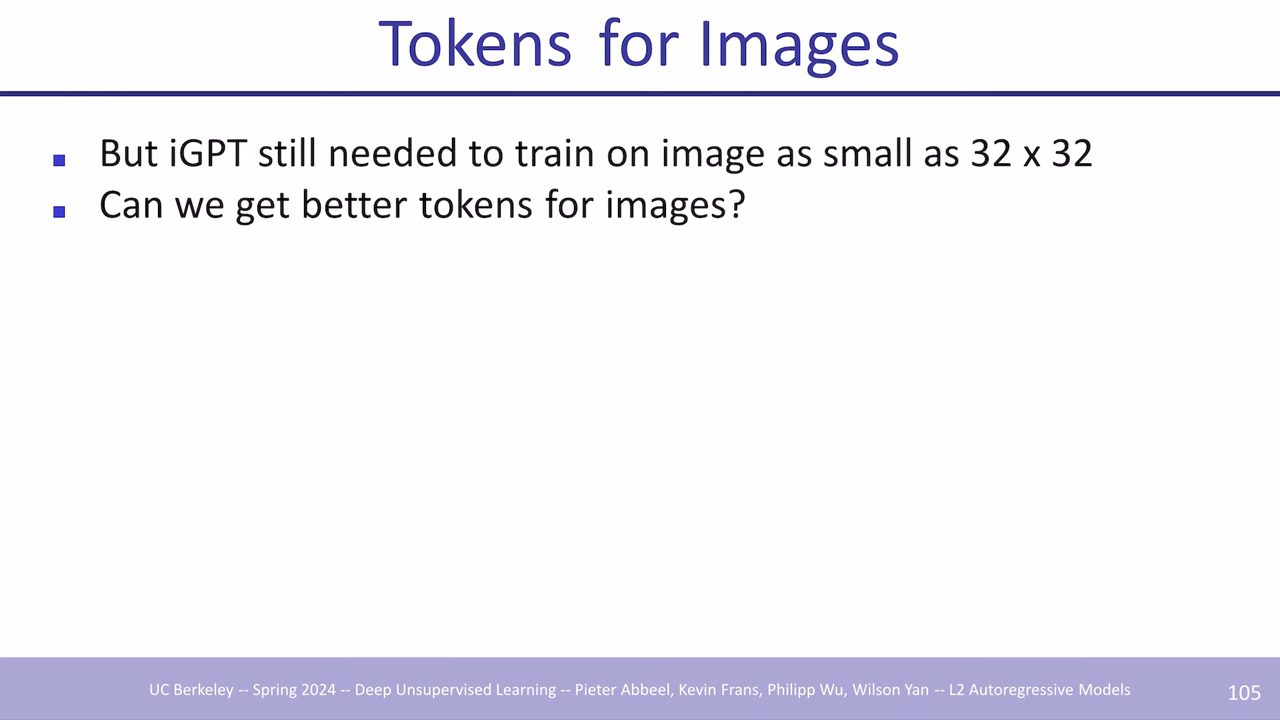 Tokens for Images
But iGPT still needed to train on image as small as 32 x 32
Can we get better tokens for images?
UC Berkeley -- Spring 2024 -- Deep Unsupervised Learning -- Pieter Abbeel, Kevin Frans, Philipp Wu, Wilson Yan -- L2 Autoregressive Models
105